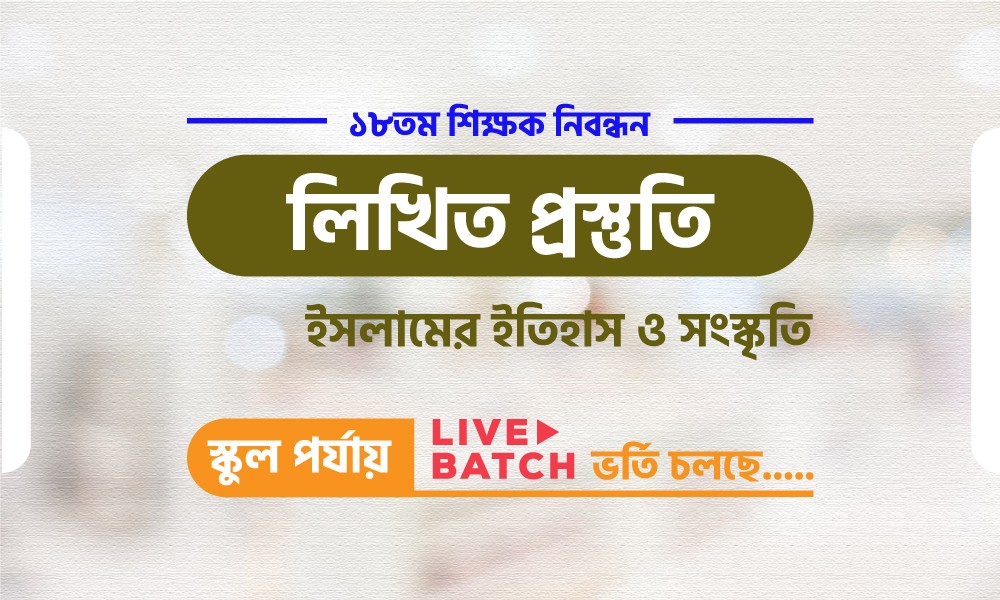 ১৮তম শিক্ষক নিবন্ধন
লিখিত প্রস্তুতি
ইসলামের ইতিহাস ও সংস্কৃতি
স্কুল পর্যায়
LIVE
BATCH ভর্তি চলছে.....